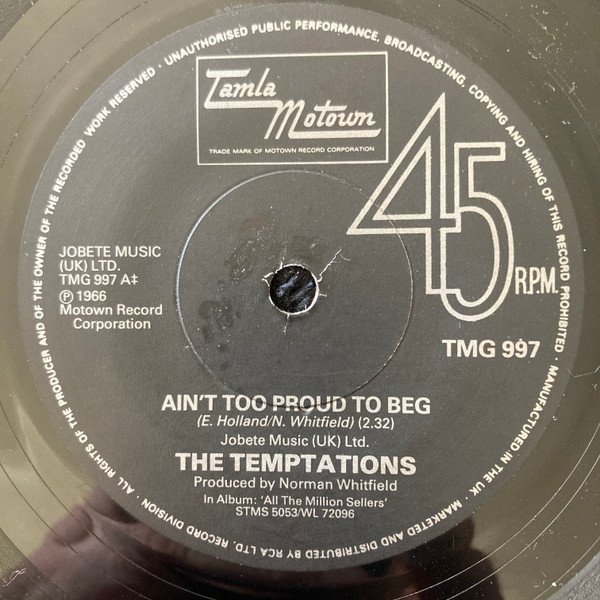 ALL RIGHTS OF THE PRODUCER AND OF THE OWNER OF THE RECORDED WORK RESERVED · UNAUTHORISED PUBLIC PERFORMANCE, BROADCASTING, COPYING AND HIRING OF THIS RECORD PROHIBITED · MANUFACTURED IN THE UK. MARKETED AND DISTRIBUTED BY RCA LTD. RECORD DIVISION
Tamla
Motown
TRADE MARK OF MOTOWN RECORD CORPORATION
45 R.P.M.
JOBETE MUSIC
(UK) LTD.
TMG 997 A‡
℗ 1966
Motown Record
Corporation
TMG 997
AIN'T TOO PROUD TO BEG
(E. Holland/N. Whitfield) (2.32)
Jobete Music (UK) Ltd.
THE TEMPTATIONS
Produced by Norman Whitfield
In Album: 'All The Million Sellers'
STMS 5053/WL 72096